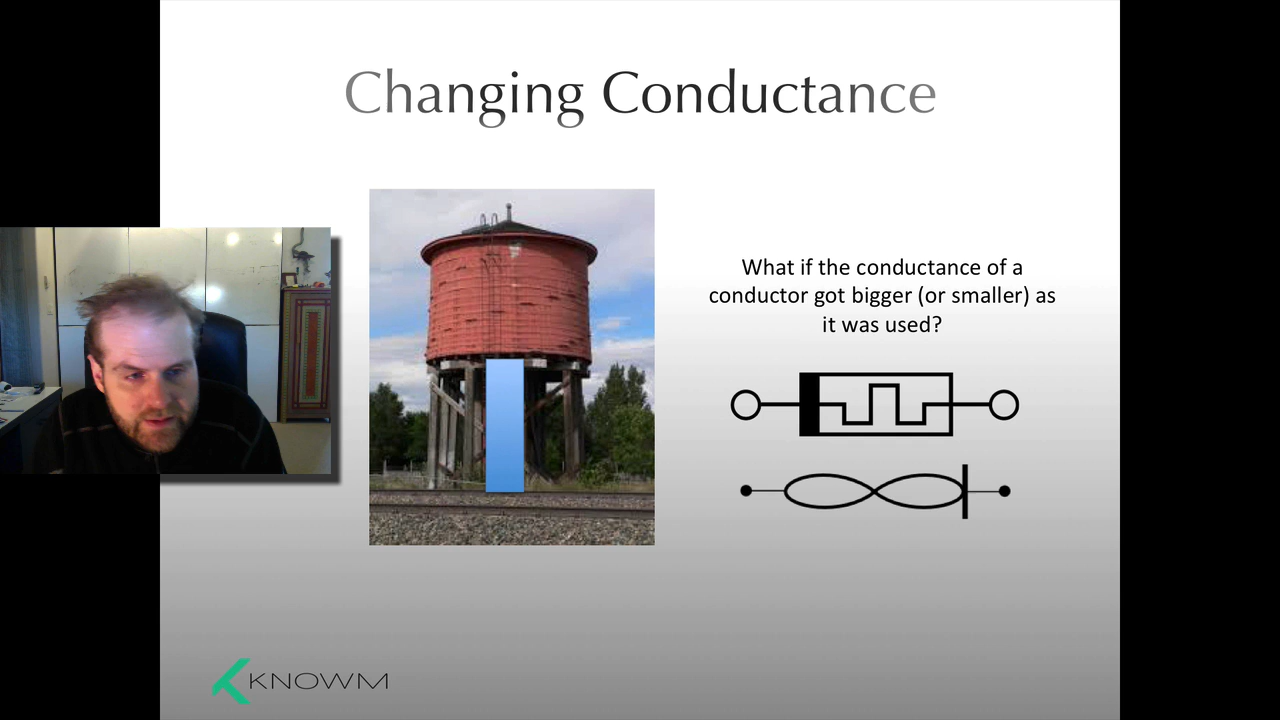 Changing Conductance
What if the conductance of a
conductor got bigger (or smaller) as
it was used?
KNOWM